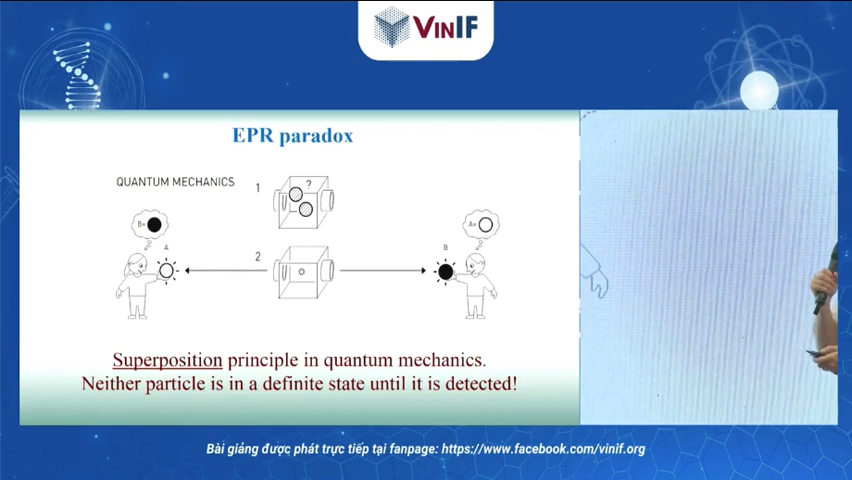 VINIF
EPR paradox
QUANTUM MECHANICS
1
?
B=
A=
A
B
2
Superposition principle in quantum mechanics.
Neither particle is in a definite state until it is detected!
Bài giảng được phát trực tiếp tại fanpage: https://www.facebook.com/vinif.org